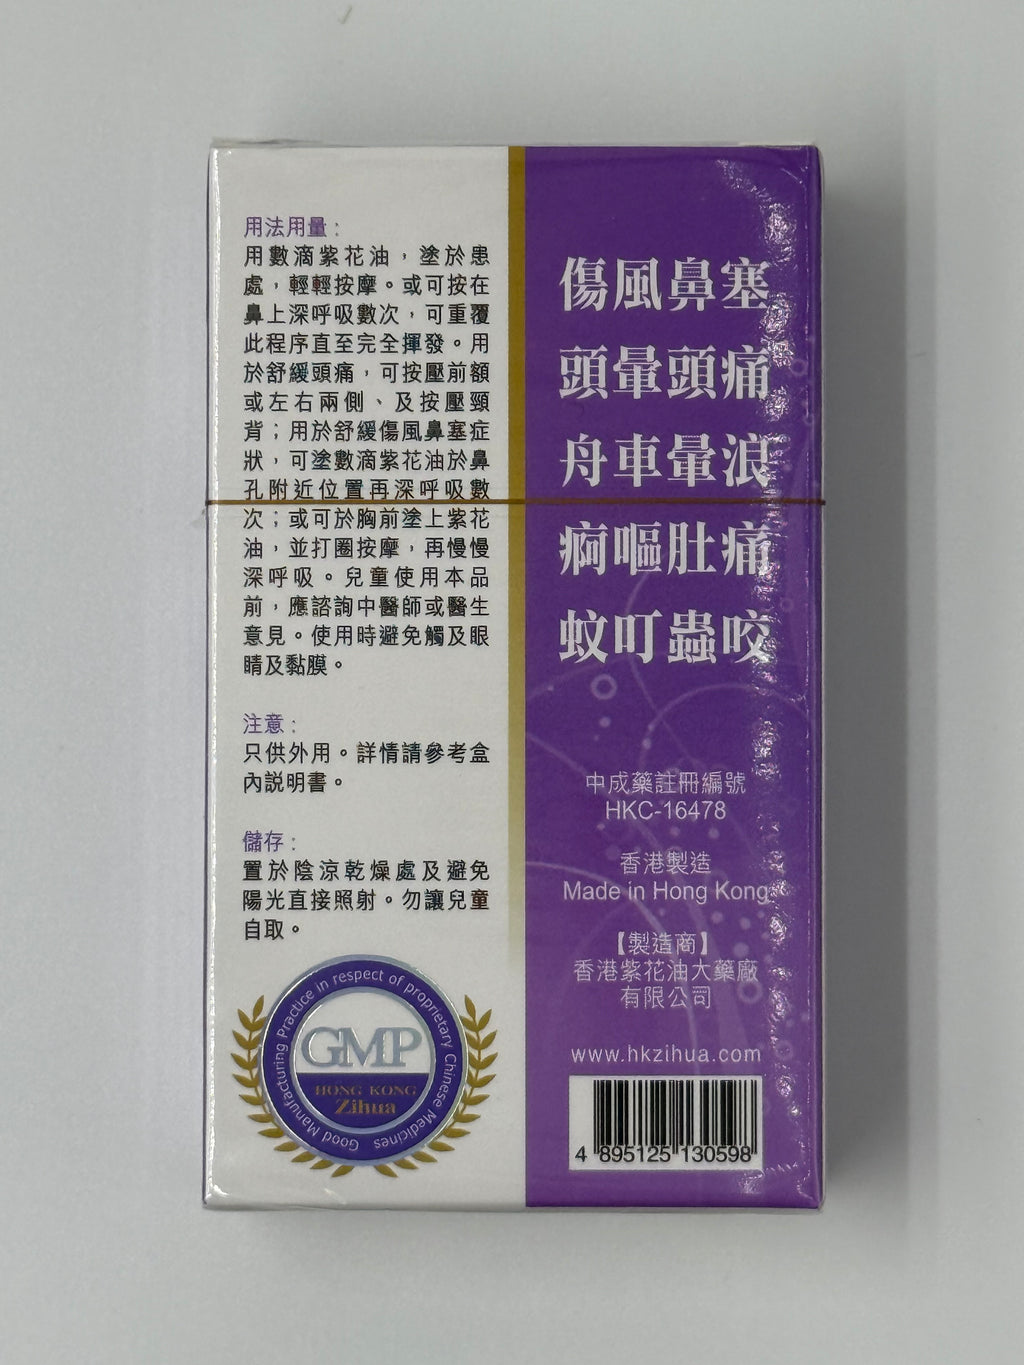 用法用量：
用數滴紫花油，塗於患
處，輕輕按摩。或可按在
鼻上深呼吸數次，可重覆
此程序直至完全揮發。用
於舒緩頭痛，可按壓前額
或左右兩側、及按壓頸
背；用於舒緩傷風鼻塞症
狀，可塗數滴紫花油於鼻
孔附近位置再深呼吸數
次；或可於胸前塗上紫花
油，並打圈按摩，再慢慢
深呼吸。兒童使用本品
前，應諮詢中醫師或醫生
意見。使用時避免觸及眼
睛及黏膜。
注意：
只供外用。詳情請參考盒
內説明書。
儲存：
置於陰涼乾燥處及避免
陽光直接照射。勿讓兒童
自取。
Good Manufacturing Practice in respect of proprietary Chinese Medicines
GMP
HONG KONG
Zihua
傷風鼻塞
頭暈頭痛
舟車暈浪
痾嘔肚痛
蚊叮蟲咬
中成藥註冊編號
HKC-16478
香港製造
Made in Hong Kong
【製造商】
香港紫花油大藥廠
有限公司
www.hkzihua.com
4 895125 130598